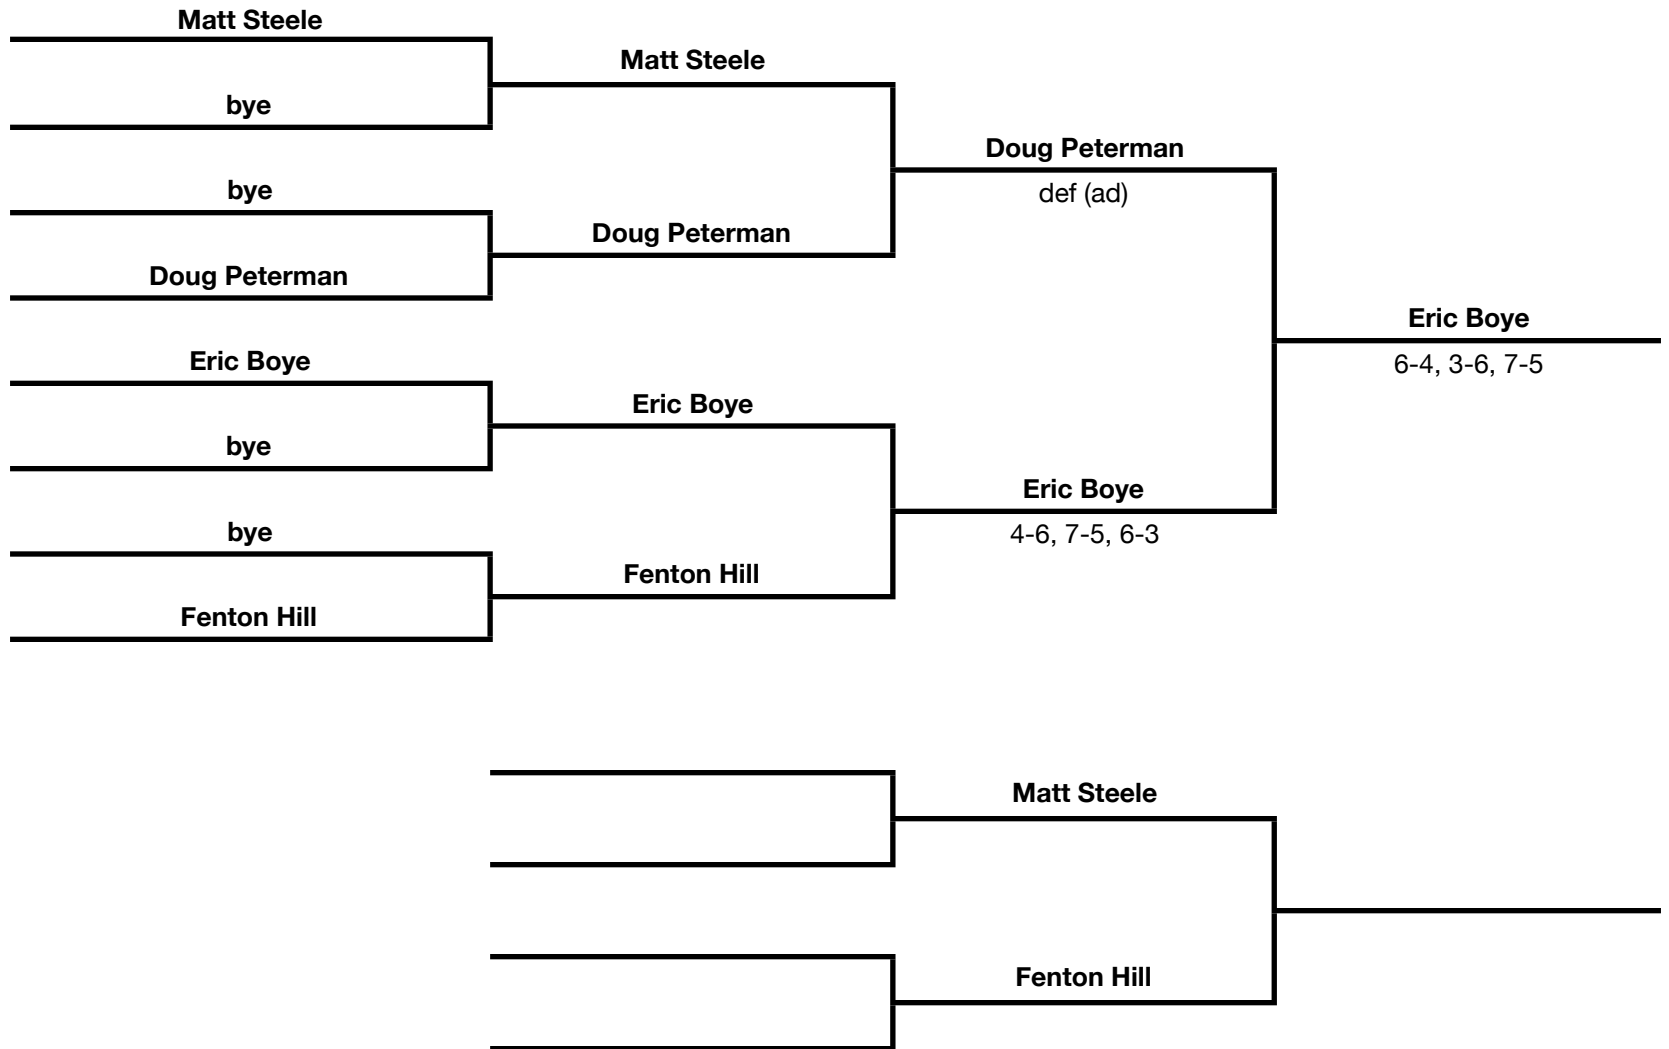 Matt Steele
bye
bye
Doug Peterman
Eric Boye
bye
bye
Fenton Hill
Matt Steele
Doug Peterman
Eric Boye
Fenton Hill
Doug Peterman
def (ad)
Eric Boye
4-6, 7-5, 6-3
Eric Boye
6-4, 3-6, 7-5
Matt Steele
Fenton Hill